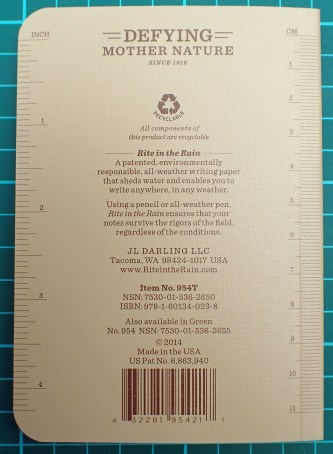 INCH
CM
DEFYING
MOTHER NATURE
SINCE 1916
RECYCLABLE
All components of
this product are recyclable
Rite in the Rain
A patented, environmentally
responsible, all-weather writing paper
that sheds water and enables you to
write anywhere, in any weather.
Using a pencil or all-weather pen,
Rite in the Rain ensures that your
notes survive the rigors of the field,
regardless of the conditions.
JL DARLING LLC
Tacoma, WA 98424-1017 USA
www.RiteintheRain.com
Item No. 954T
NSN: 7530-01-536-2630
ISBN: 978-1-60134-023-8
Also available in Green
No. 954 NSN: 7530-01-536-2655
© 2014
Made in the USA
US Pat No. 6,863,940
6 32281 95421 7
1
2
3
4
1
2
3
4
5
6
7
8
9
10
11